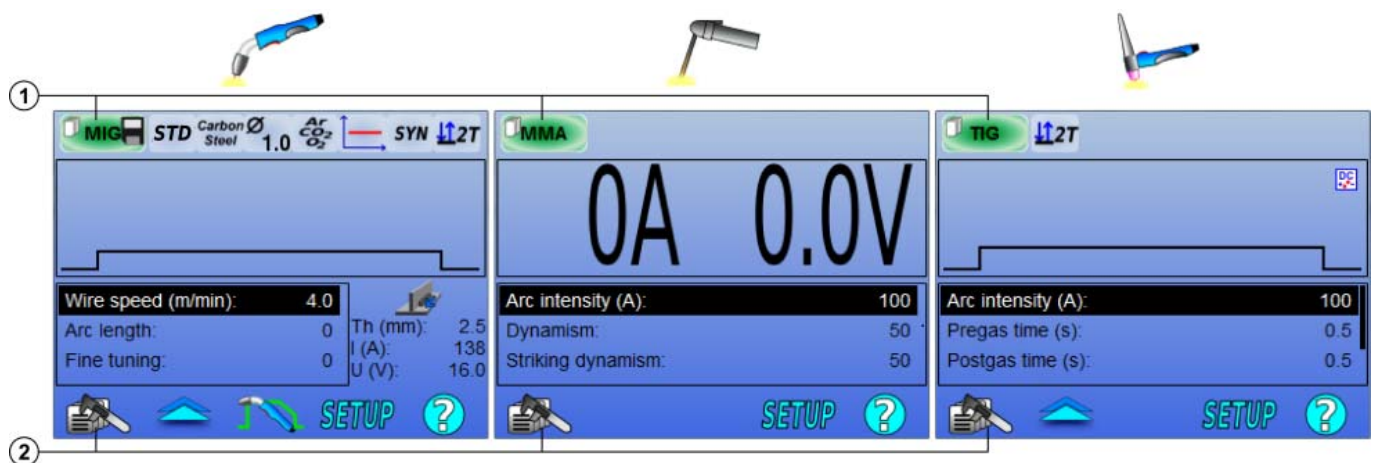 1
MIG STD Carbon Steel Ø 1.0 Ar CO2 O2 SYN 2T
Wire speed (m/min): 4.0
Arc length: 0
Fine tuning: 0
Th (mm): 2.5
I (A): 138
U (V): 16.0
SETUP ?
MMA
0A 0.0V
Arc intensity (A): 100
Dynamism: 50
Striking dynamism: 50
SETUP ?
TIG 2T
DC
Arc intensity (A): 100
Pregas time (s): 0.5
Postgas time (s): 0.5
SETUP ?
2